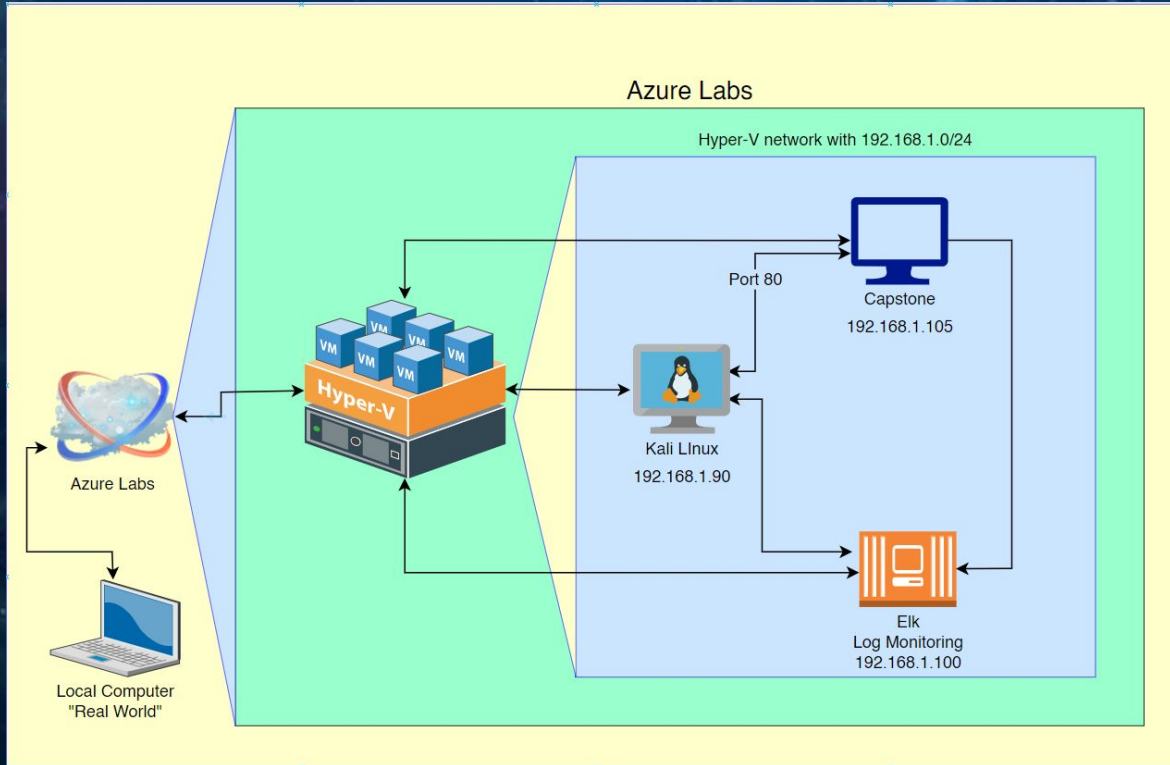 Azure Labs
Hyper-V network with 192.168.1.0/24
Port 80
Capstone
192.168.1.105
VM
VM
VM
VM
VM
VM
Hyper-V
Kali LInux
192.168.1.90
Azure Labs
Elk
Log Monitoring
192.168.1.100
Local Computer
"Real World"